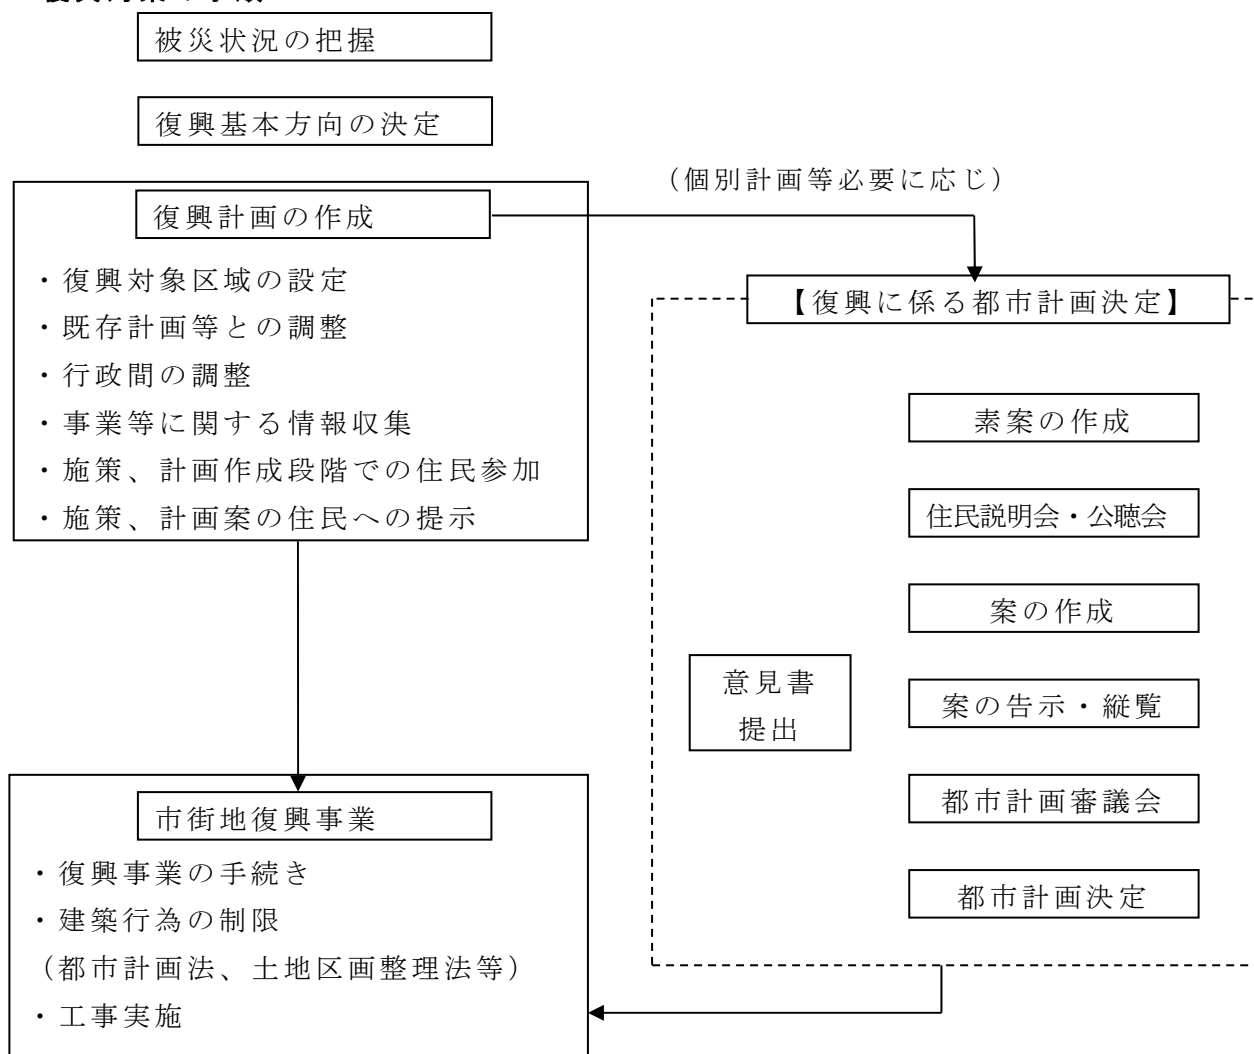 被災状況の把握
復興基本方向の決定
(個別計画等必要に応じ)
復興計画の作成
・復興対象区域の設定
・既存計画等との調整
・行政間の調整
・事業等に関する情報収集
・施策、計画作成段階での住民参加
・施策、計画案の住民への提示
【復興に係る都市計画決定】
素案の作成
住民説明会・公聴会
案の作成
意見書
提出
案の告示・縦覧
都市計画審議会
都市計画決定
市街地復興事業
・復興事業の手続き
・建築行為の制限
(都市計画法、土地区画整理法等)
・工事実施